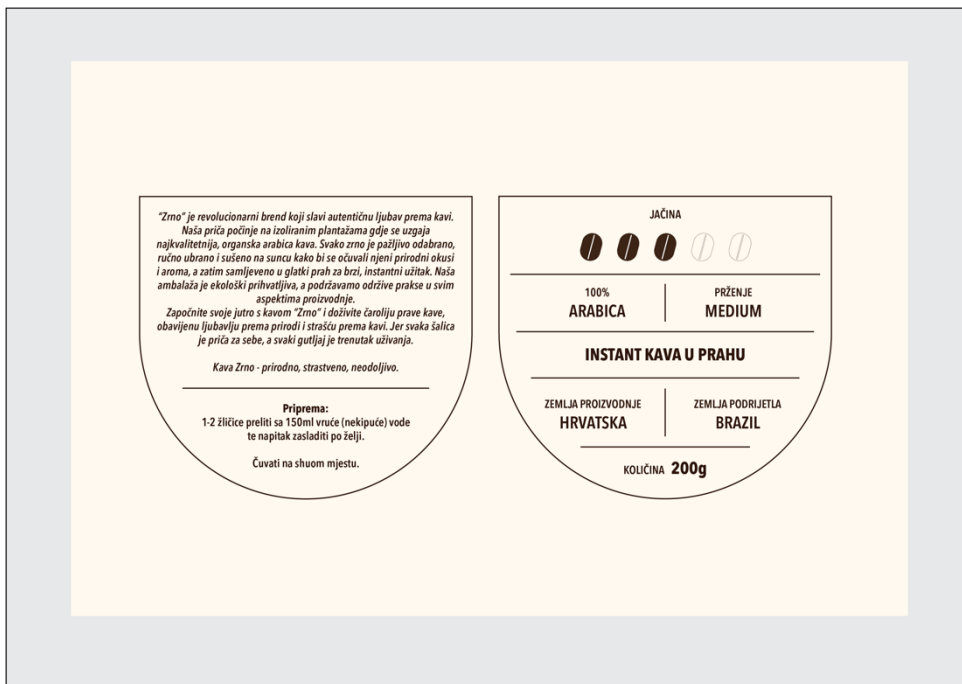 "Zrno" je revolucionarni brend koji slavi autentičnu ljubav prema kavi.
Naša priča počinje na izoliranim plantažama gdje se uzgaja
najkvalitetnija, organska arabica kava. Svako zrno je pažljivo odabrano,
ručno ubrano i sušeno na suncu kako bi se očuvali njeni prirodni okusi
i aroma, a zatim samljeveno u glatki prah za brzi, instantni užitak. Naša
ambalaža je ekološki prihvatljiva, a podržavamo održive prakse u svim
aspektima proizvodnje.
Započnite svoje jutro s kavom "Zrno" i doživite čaroliju prave kave,
obavijenu ljubavlju prema prirodi i strašću prema kavi. Jer svaka šalica
je priča za sebe, a svaki gutljaj je trenutak uživanja.
Kava Zrno - prirodno, strastveno, neodoljivo.
Priprema:
1-2 žličice preliti sa 150ml vruće (nekipuće) vode
te napitak zasladiti po želji.
Čuvati na shuom mjestu.
JAČINA
100%
ARABICA
PRŽENJE
MEDIUM
INSTANT KAVA U PRAHU
ZEMLJA PROIZVODNJE
HRVATSKA
ZEMLJA PODRIJETLA
BRAZIL
KOLIČINA 200g